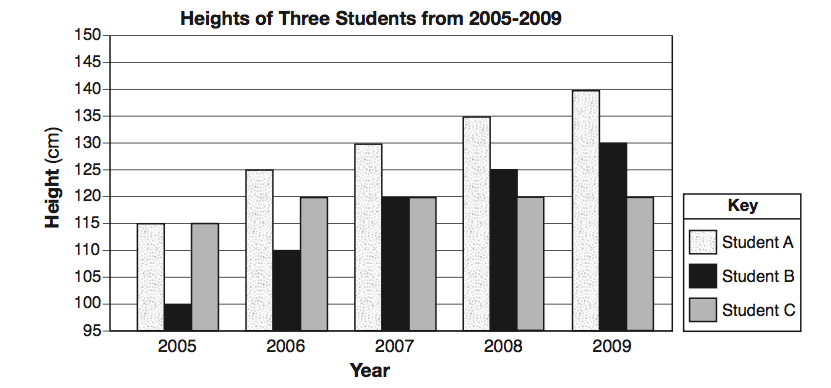 Heights of Three Students from 2005-2009
150
145
140
135
130
125
120
115
110
105
100
95
Height (cm)
2005 2006 2007 2008 2009
Year
Key
Student A
Student B
Student C